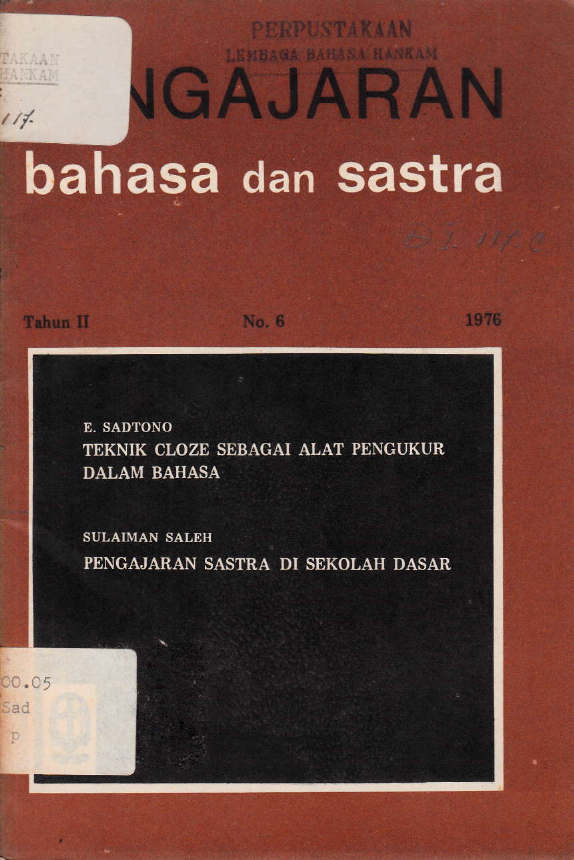 PERPUSTAKAAN
LEMBAGA BAHASA HANKAM
TAKAAN
HANKAM
117.
NGAJARAN
bahasa dan sastra
Tahun II No. 6 1976
E. SADTONO
TEKNIK CLOZE SEBAGAI ALAT PENGUKUR
DALAM BAHASA
SULAIMAN SALEH
PENGAJARAN SASTRA DI SEKOLAH DASAR
00.05
Sad
p